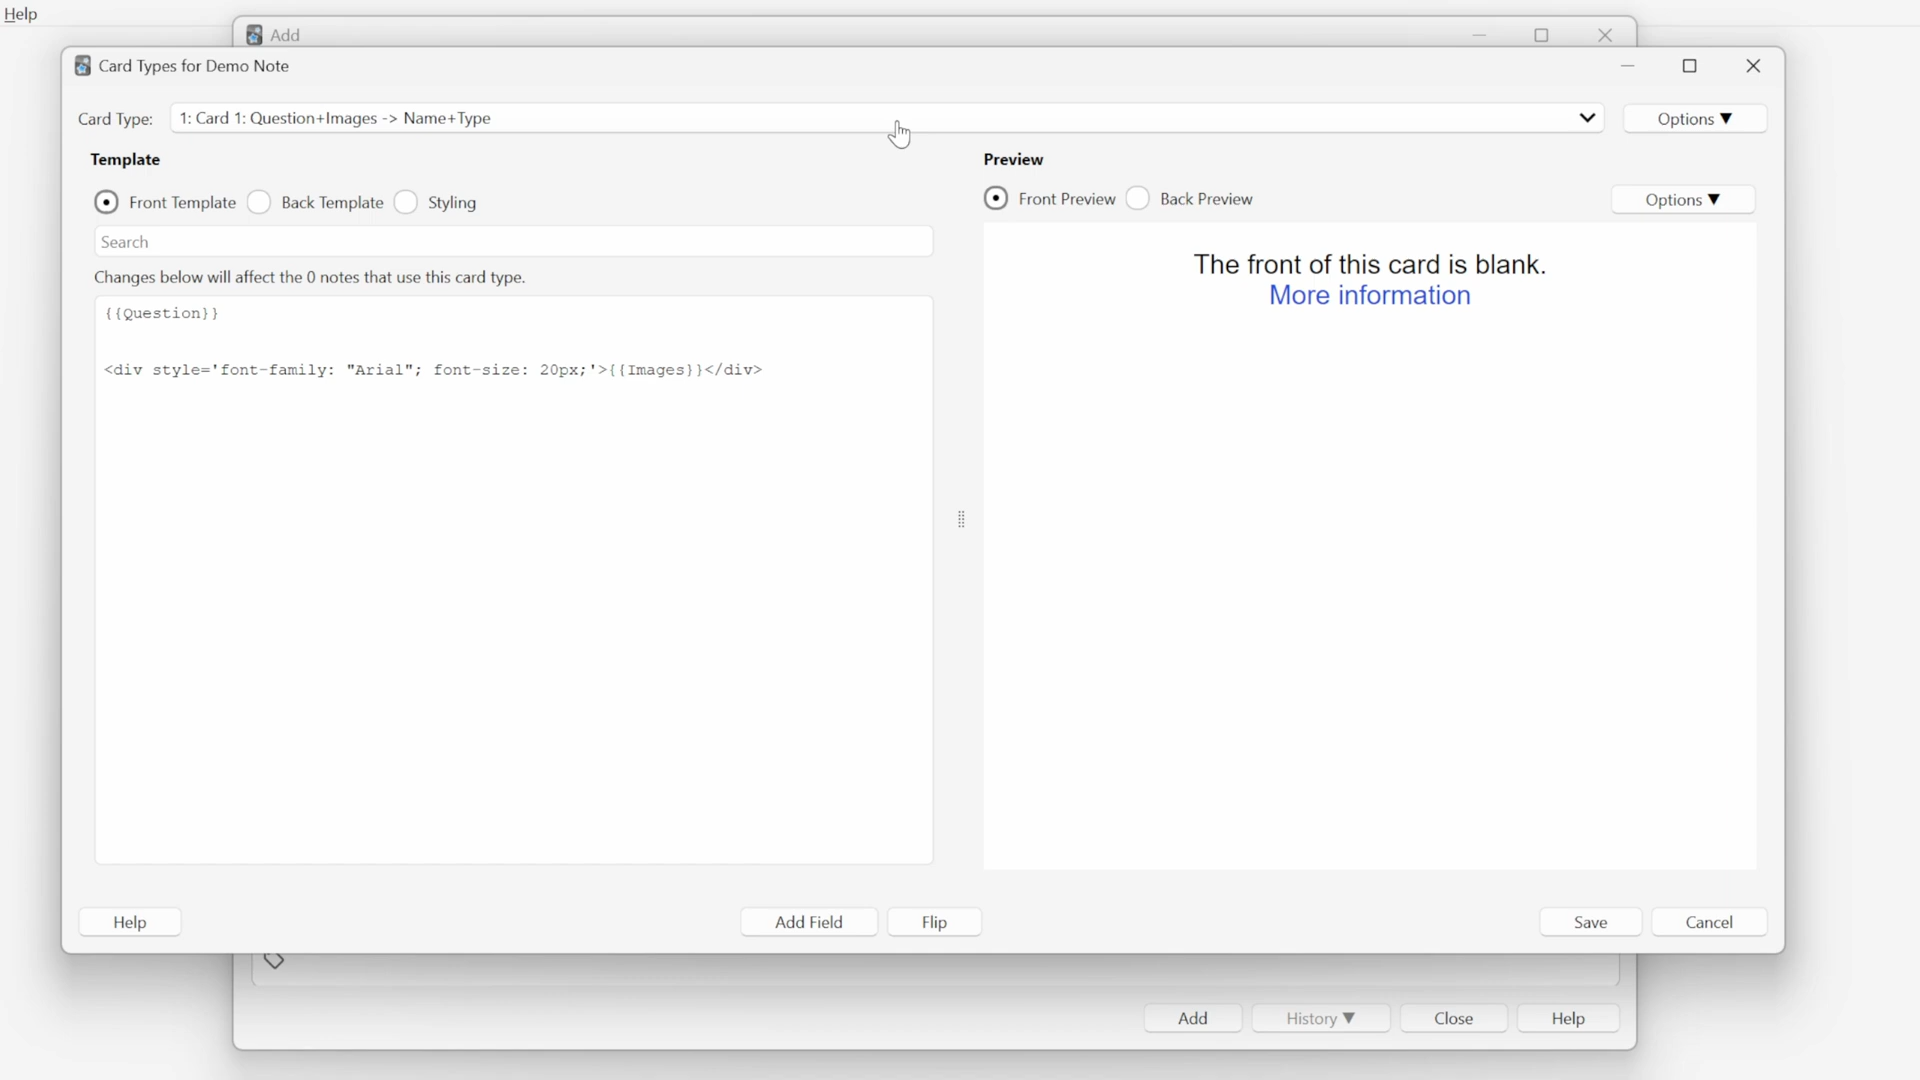 Help
Add
Card Types for Demo Note
Card Type: 1: Card 1: Question+Images -> Name+Type Options ▼
Template
Front Template Back Template Styling
Search
Changes below will affect the 0 notes that use this card type.
{{Question}}
<div style='font-family: "Arial"; font-size: 20px;'>{{Images}}</div>
Preview
Front Preview Back Preview Options ▼
The front of this card is blank.
More information
Help Add Field Flip Save Cancel
Add History ▼ Close Help